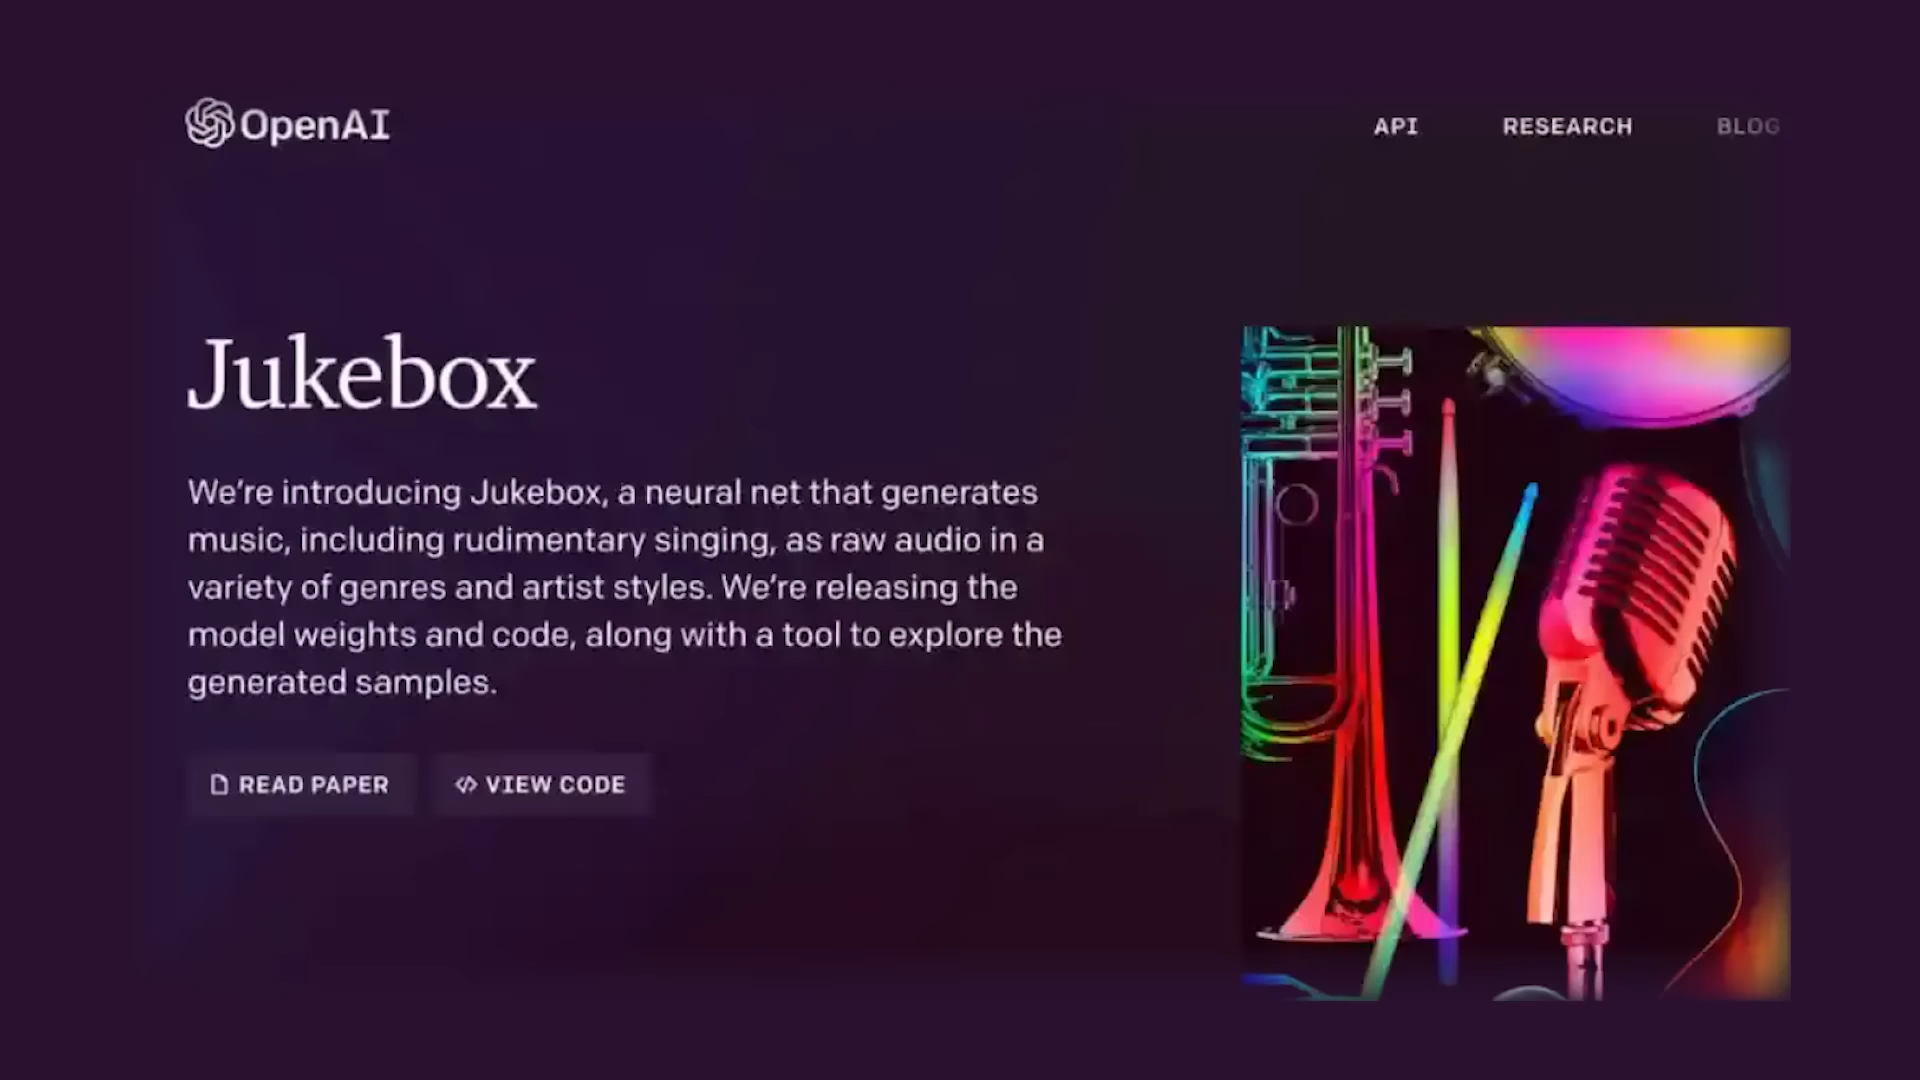 OpenAI
API RESEARCH BLOG
Jukebox
We’re introducing Jukebox, a neural net that generates
music, including rudimentary singing, as raw audio in a
variety of genres and artist styles. We’re releasing the
model weights and code, along with a tool to explore the
generated samples.
READ PAPER VIEW CODE